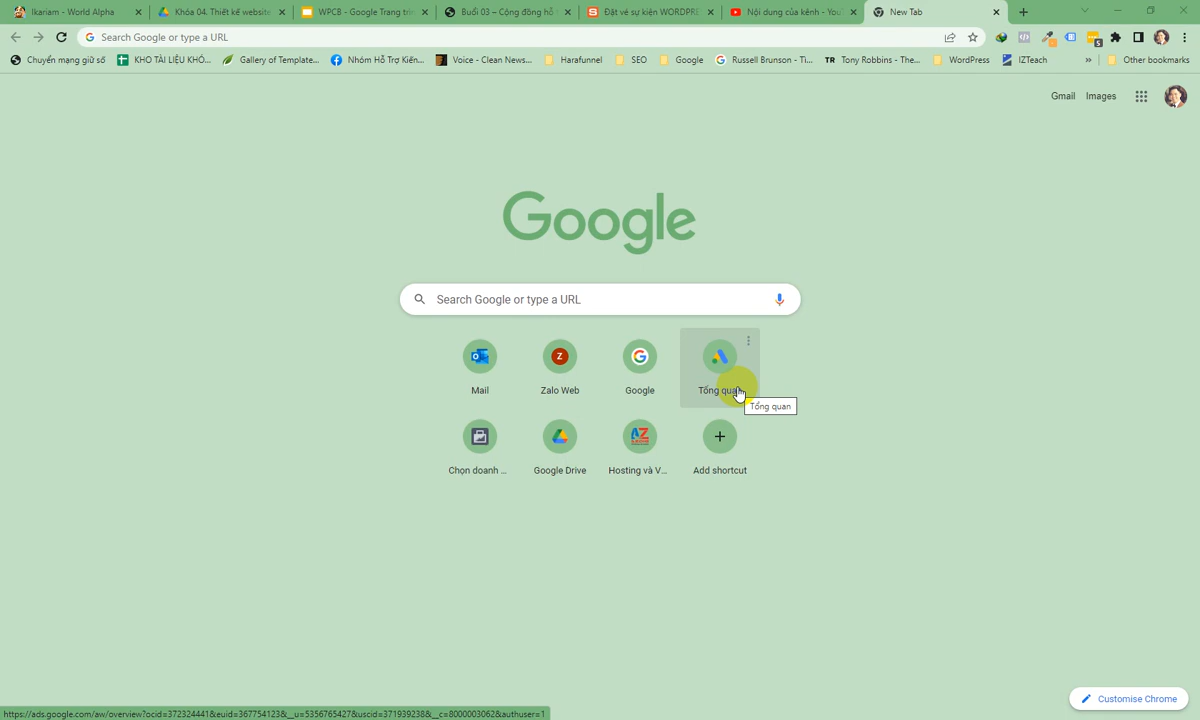 Ikariam - World Alpha
Khóa 04. Thiết kế website
WPCB - Google Trang trìn
Buổi 03 – Cộng đồng hỗ
Đặt vé sự kiện WORDPRE
Nội dung của kênh - YouT
New Tab
Search Google or type a URL
5
Chuyển mạng giữ số
KHO TÀI LIỆU KHÓ...
Gallery of Template...
Nhóm Hỗ Trợ Kiến...
Voice - Clean News...
Harafunnel
SEO
Google
Russell Brunson - Ti...
TR Tony Robbins - The...
WordPress
IZTeach
»
Other bookmarks
Gmail
Images
Google
Search Google or type a URL
Mail
Zalo Web
Google
Tổng quan
Tổng quan
Chọn doanh ...
Google Drive
Hosting và V...
Add shortcut
Customise Chrome
https://ads.google.com/aw/overview?ocid=372324441&euid=367754123&__u=5356765427&uscid=371939238&__c=8000003062&authuser=1